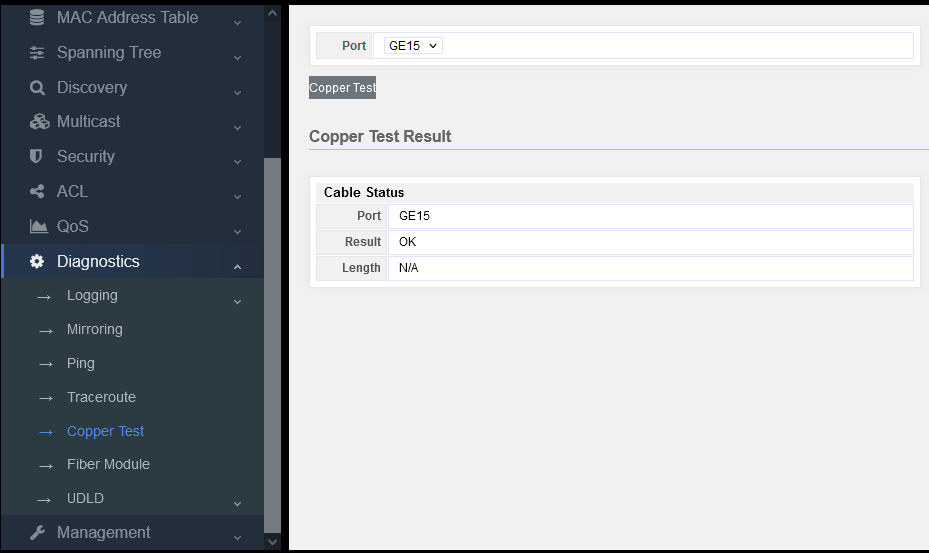 MAC Address Table
Spanning Tree
Discovery
Multicast
Security
ACL
QoS
Diagnostics
Logging
Mirroring
Ping
Traceroute
Copper Test
Fiber Module
UDLD
Management
Port GE15
Copper Test
Copper Test Result
Cable Status
Port GE15
Result OK
Length N/A